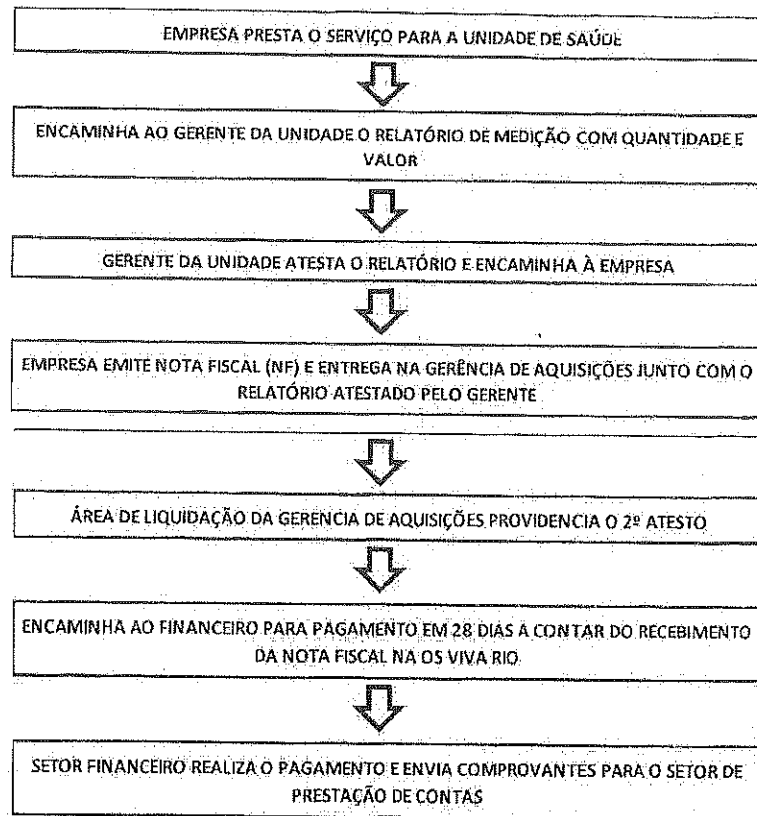 EMPRESA PRESTA O SERVIÇO PARA A UNIDADE DE SAÚDE
ENCAMINHA AO GERENTE DA UNIDADE O RELATÓRIO DE MEDIÇÃO COM QUANTIDADE E
VALOR
GERENTE DA UNIDADE ATESTA O RELATÓRIO E ENCAMINHA À EMPRESA
EMPRESA EMITE NOTA FISCAL (NF) E ENTREGA NA GERÊNCIA DE AQUISIÇÕES JUNTO COM O
RELATÓRIO ATESTADO PELO GERENTE
ÁREA DE LIQUIDAÇÃO DA GERENCIA DE AQUISIÇÕES PROVIDENCIA O 2º ATESTO
ENCAMINHA AO FINANCEIRO PARA PAGAMENTO EM 28 DIAS A CONTAR DO RECEBIMENTO
DA NOTA FISCAL NA OS VIVA RIO
SETOR FINANCEIRO REALIZA O PAGAMENTO E ENVIA COMPROVANTES PARA O SETOR DE
PRESTAÇÃO DE CONTAS